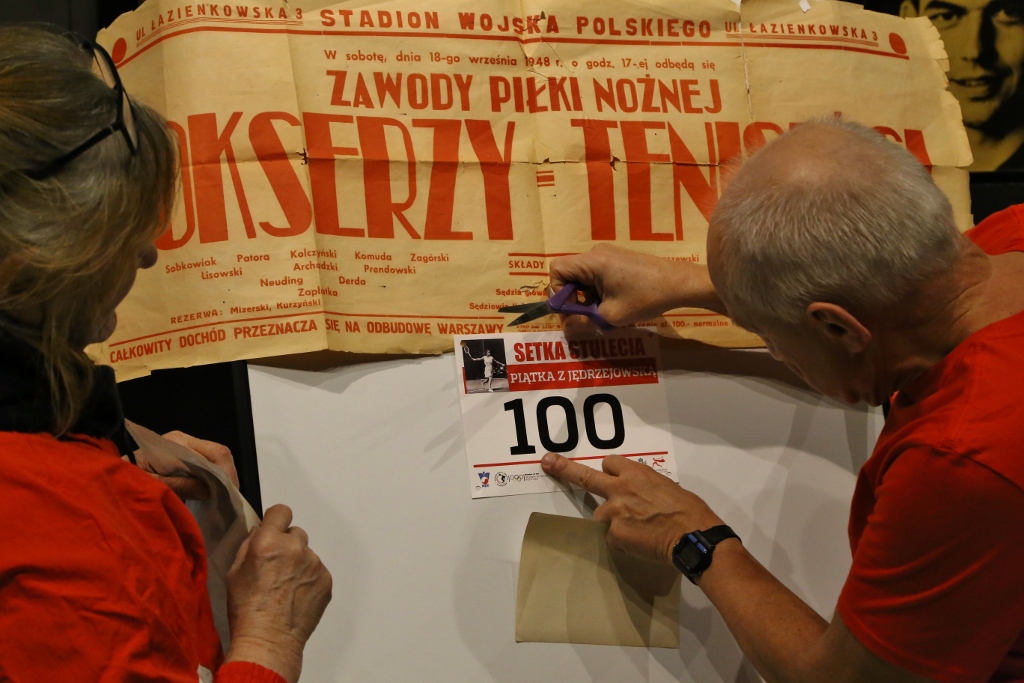 UL ŁAZIENKOWSKA 3 STADION WOJSKA POLSKIEGO UL ŁAZIENKOWSKA 3
W sobotę, dnia 18-go września 1948 r. o godz. 17-ej odbędą się
ZAWODY PIŁKI NOŻNEJ
OKSERZY TENI
Sobkowiak Patora Kolczyński Komuda Zagórski
Lisowski Archadzki Prendowski
Neuding Derda
REZERWA: Mizerski, Kurzyński
SKŁADY
Sędzia
CAŁKOWITY DOCHÓD PRZEZNACZA SIĘ NA ODBUDOWĘ WARSZAWY
SETKA STULECIA
PIĄTKA Z JĘDRZEJOWSKĄ
100